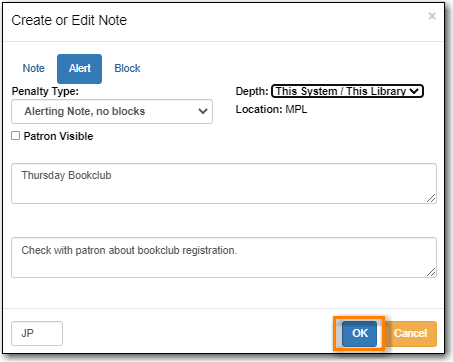 Create or Edit Note ×
Note Alert Block
Penalty Type: Depth: This System / This Library
Alerting Note, no blocks Location: MPL
Patron Visible
Thursday Bookclub
Check with patron about bookclub registration.
JP OK Cancel